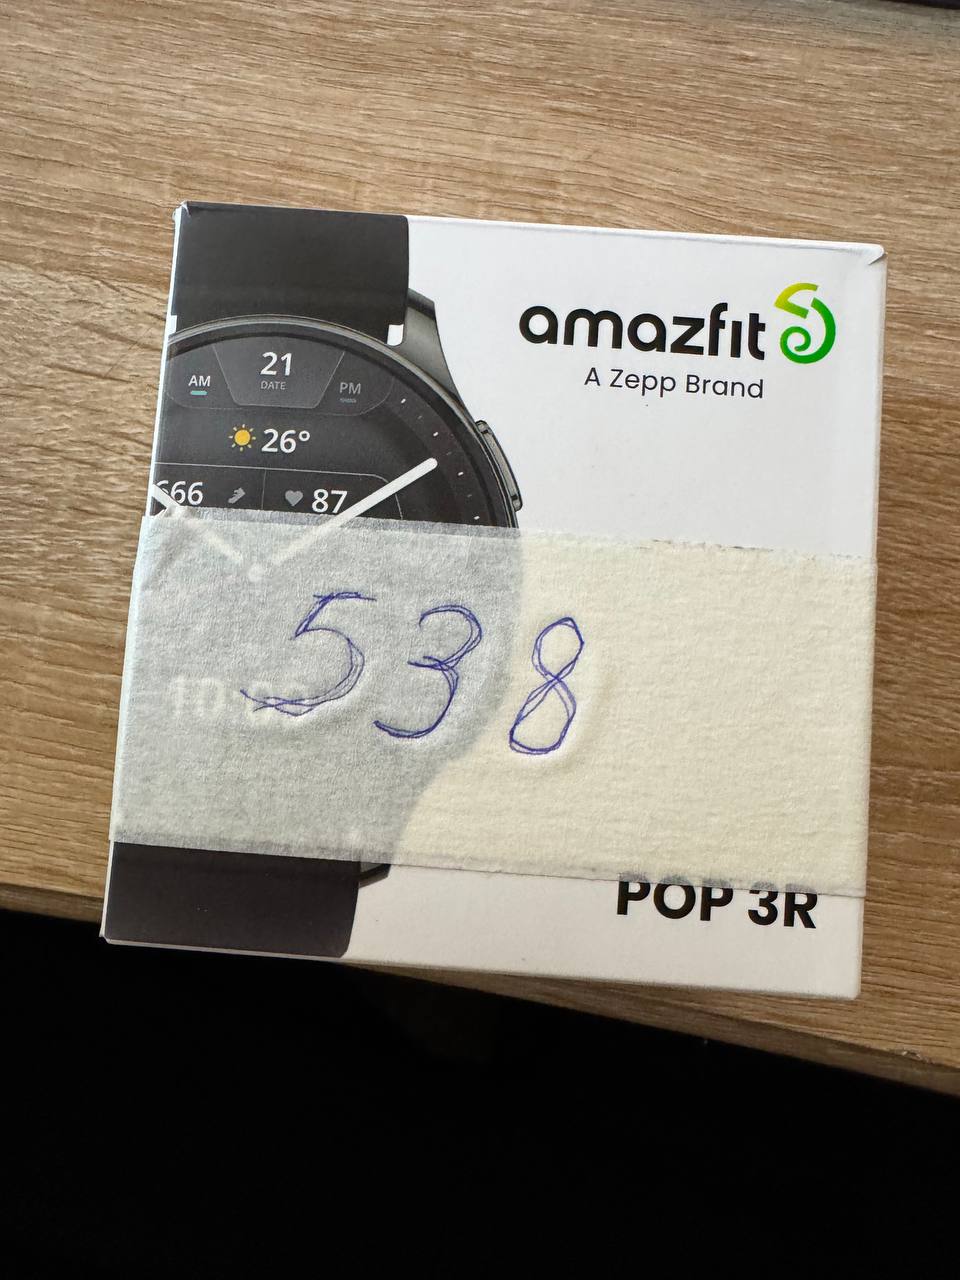 amazfit
A Zepp Brand
21
DATE
AM
PM
26°
666
87
538
POP 3R